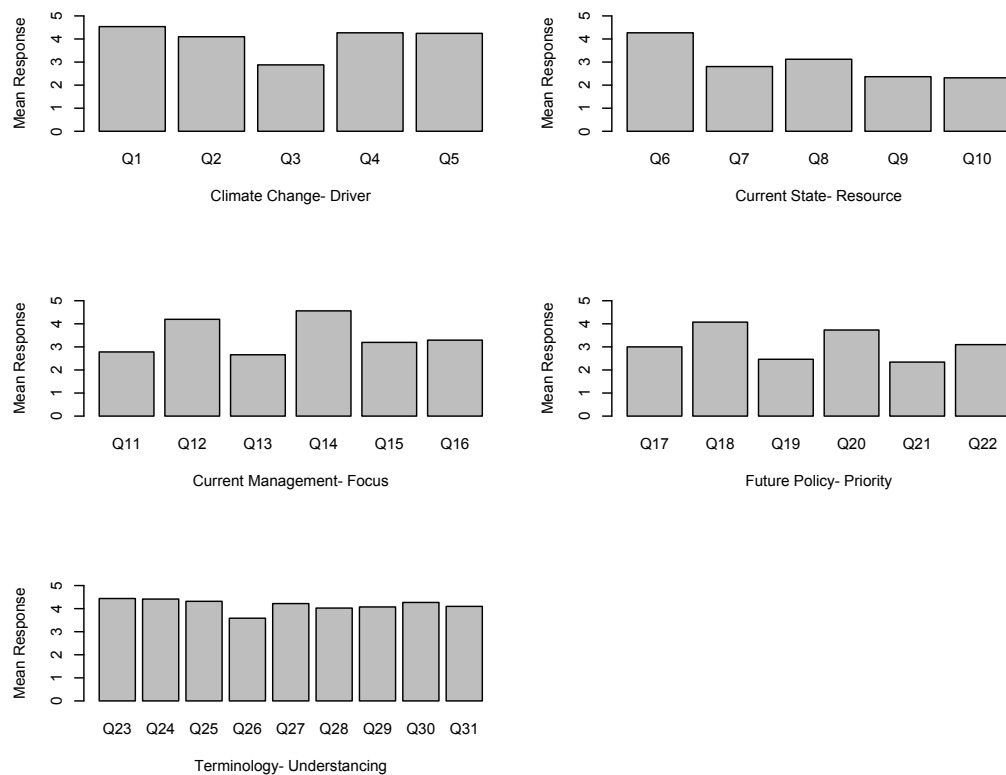 Mean Response
0 1 2 3 4 5
Q1 Q2 Q3 Q4 Q5
Climate Change- Driver
Mean Response
0 1 2 3 4 5
Q6 Q7 Q8 Q9 Q10
Current State- Resource
Mean Response
0 1 2 3 4 5
Q11 Q12 Q13 Q14 Q15 Q16
Current Management- Focus
Mean Response
0 1 2 3 4 5
Q17 Q18 Q19 Q20 Q21 Q22
Future Policy- Priority
Mean Response
0 1 2 3 4 5
Q23 Q24 Q25 Q26 Q27 Q28 Q29 Q30 Q31
Terminology- Understancing